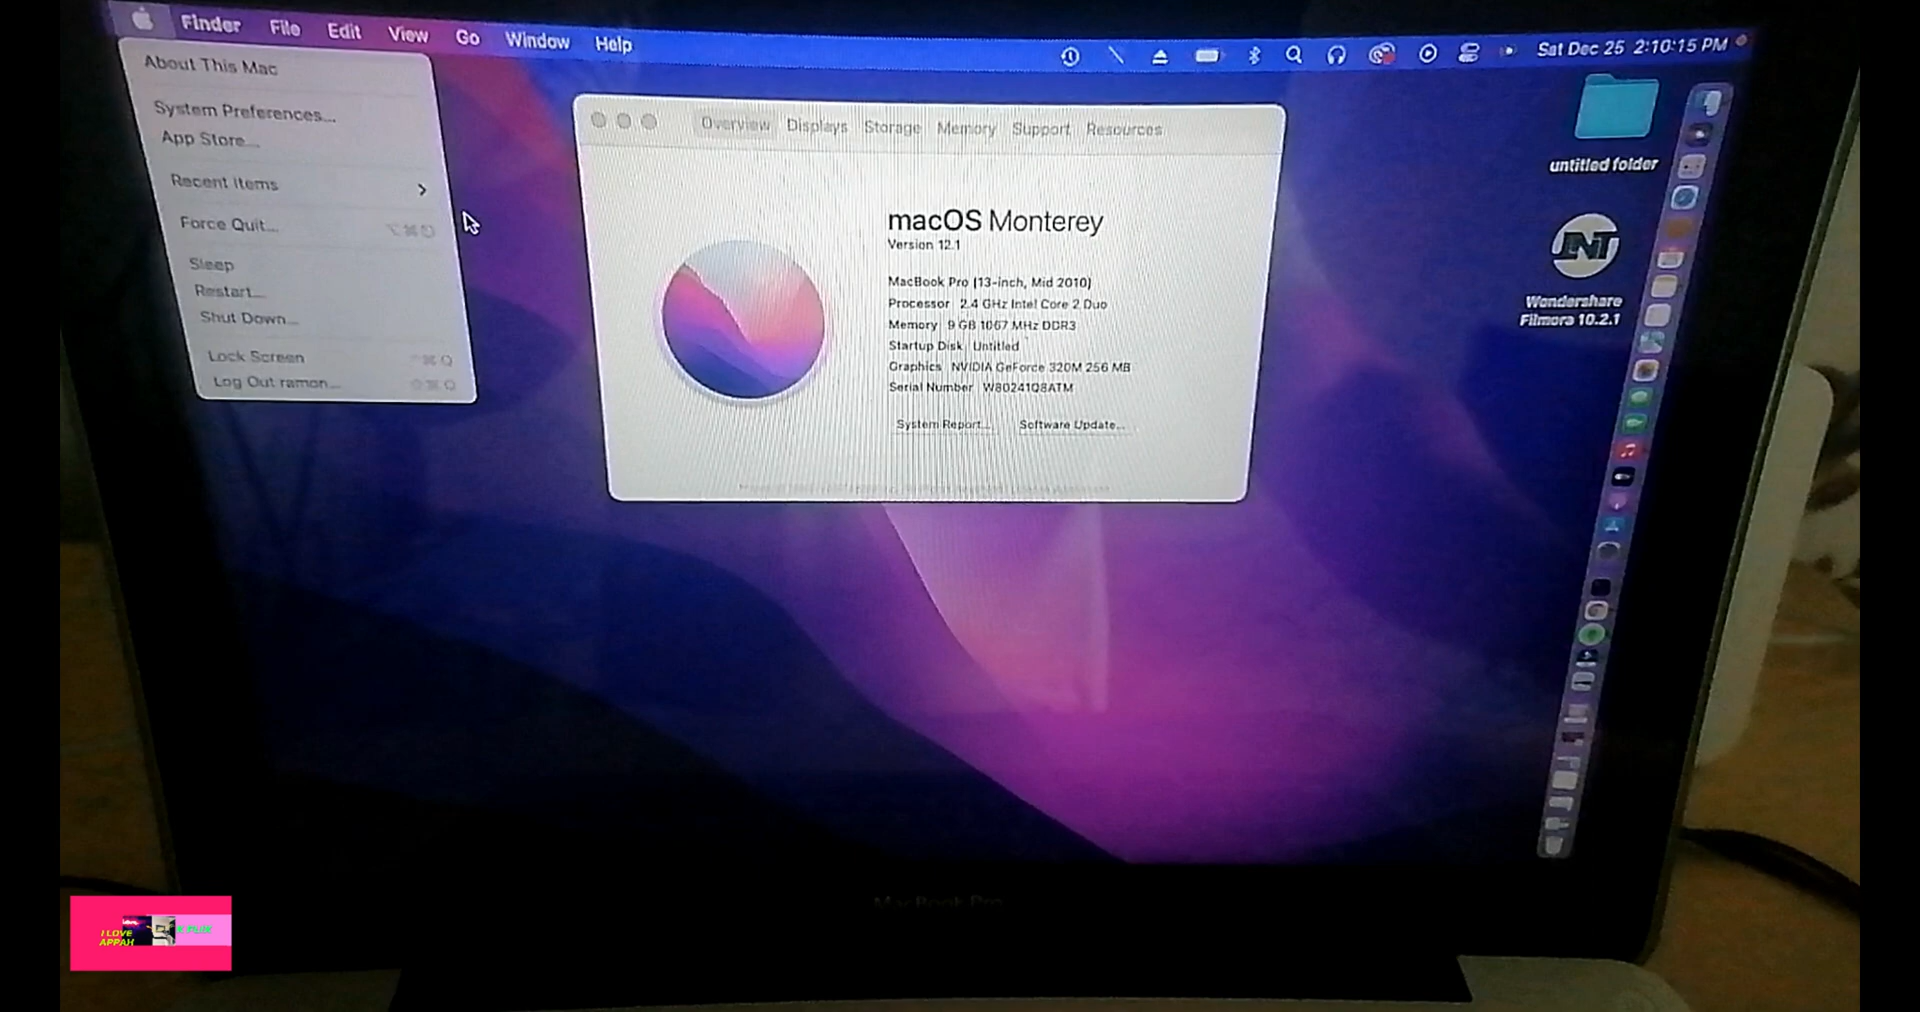 Finder File Edit View Go Window Help
Sat Dec 25 2:10:15 PM
About This Mac
System Preferences...
App Store...
Recent Items
Force Quit...
Sleep
Restart...
Shut Down...
Lock Screen
Log Out ramon...
Overview Displays Storage Memory Support Resources
macOS Monterey
Version 12.1
MacBook Pro (13-inch, Mid 2010)
Processor 2.4 GHz Intel Core 2 Duo
Memory 9 GB 1067 MHz DDR3
Startup Disk Untitled
Graphics NVIDIA GeForce 320M 256 MB
Serial Number W80241Q8ATM
System Report... Software Update...
untitled folder
JNT
Wondershare
Filmora 10.2.1
MacBook Pro
I LOVE
APPAH